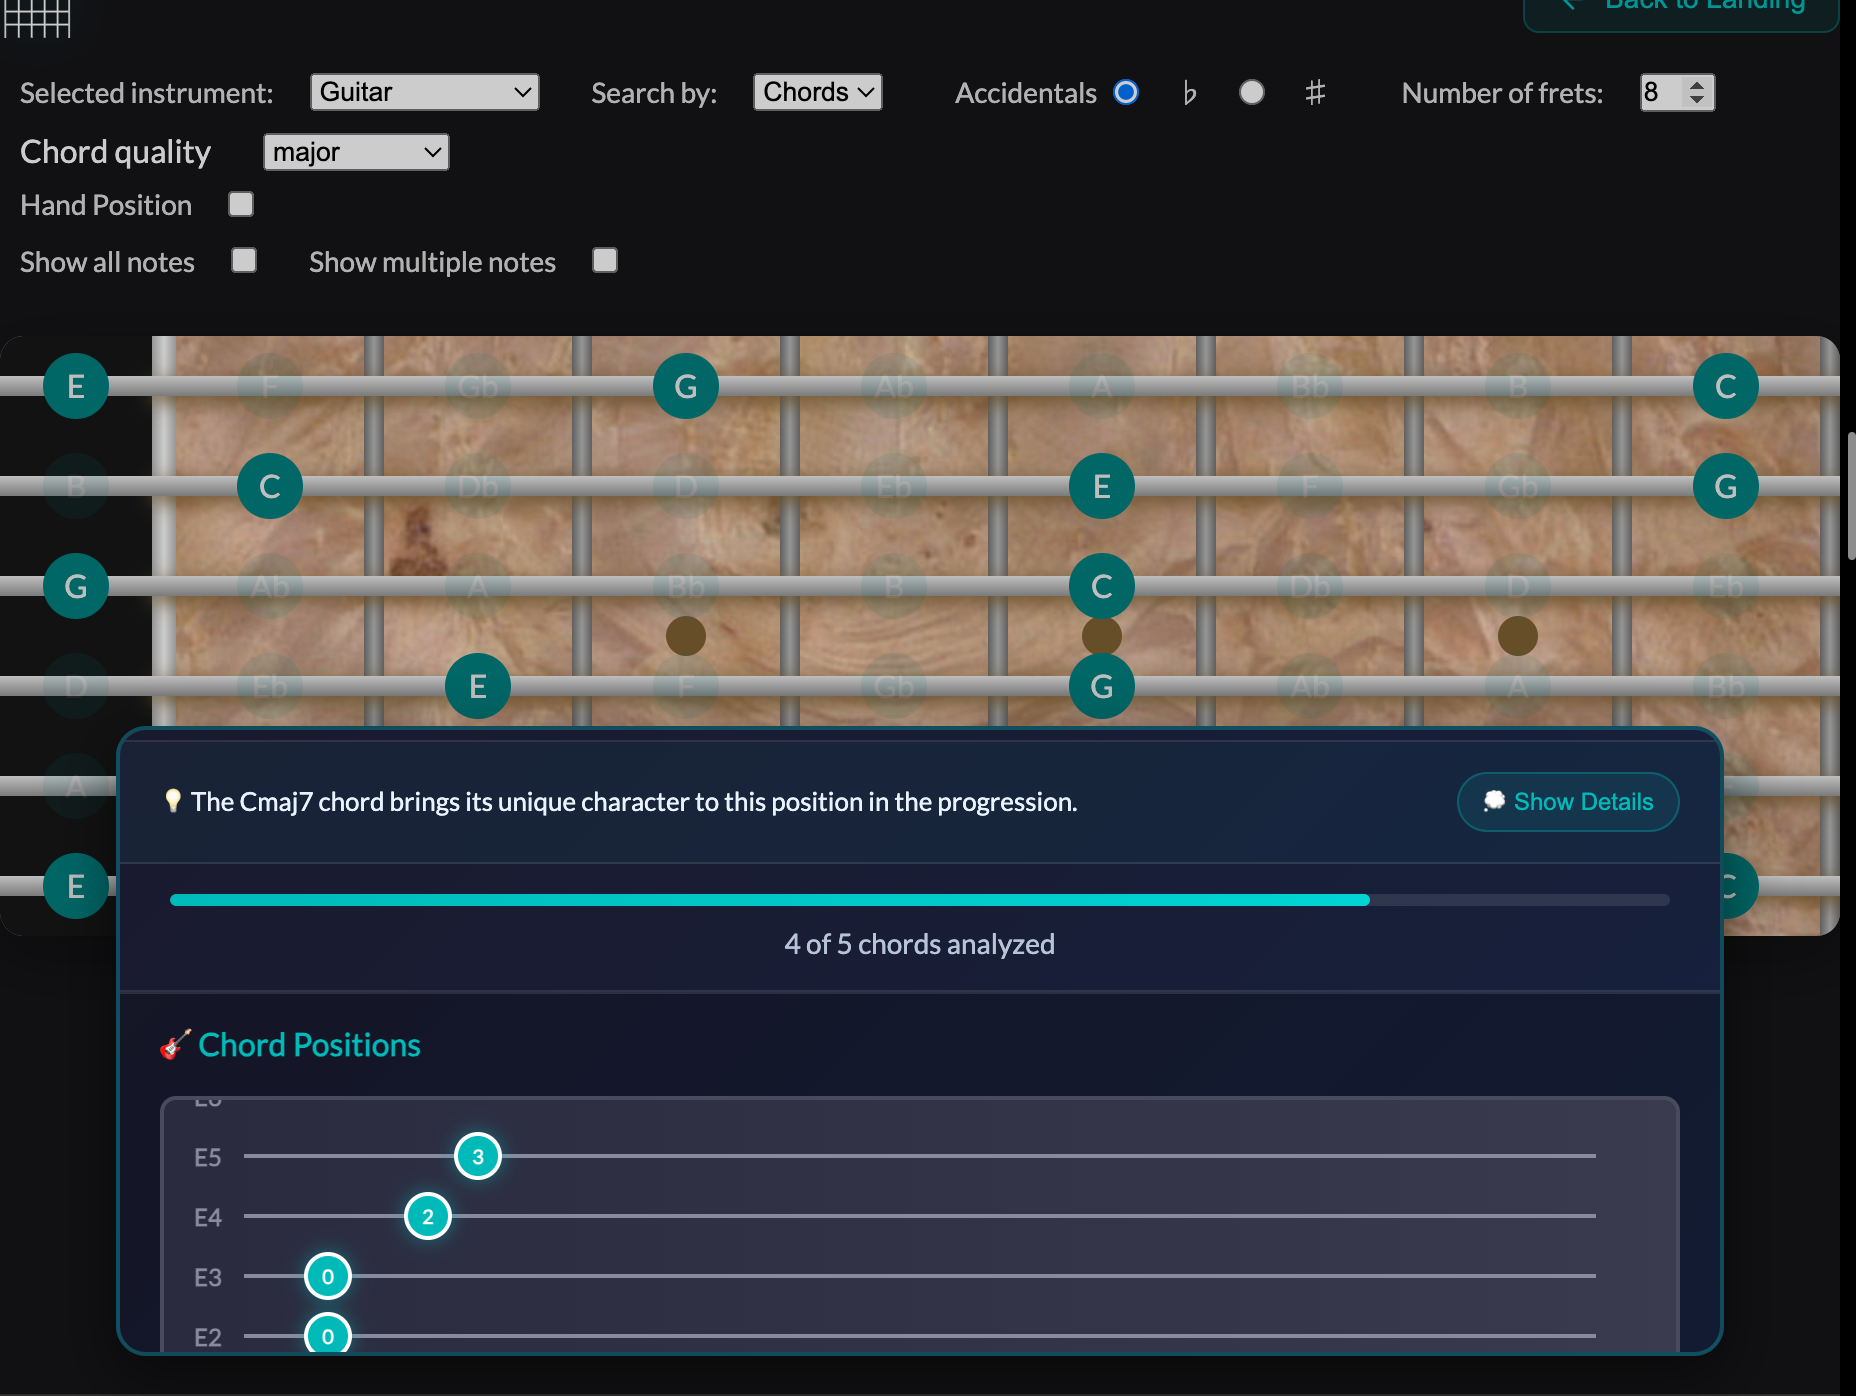 Back to Landing
Selected instrument: Guitar Search by: Chords Accidentals ♭ ♯ Number of frets: 8
Chord quality major
Hand Position
Show all notes Show multiple notes
E F Gb G Ab A Bb B C
B C Db D Eb E F Gb G
G Ab A Bb B C Db D Eb
D Eb E F Gb G Ab A Bb
A
E C
The Cmaj7 chord brings its unique character to this position in the progression. Show Details
4 of 5 chords analyzed
Chord Positions
E6
E5 3
E4 2
E3 0
E2 0